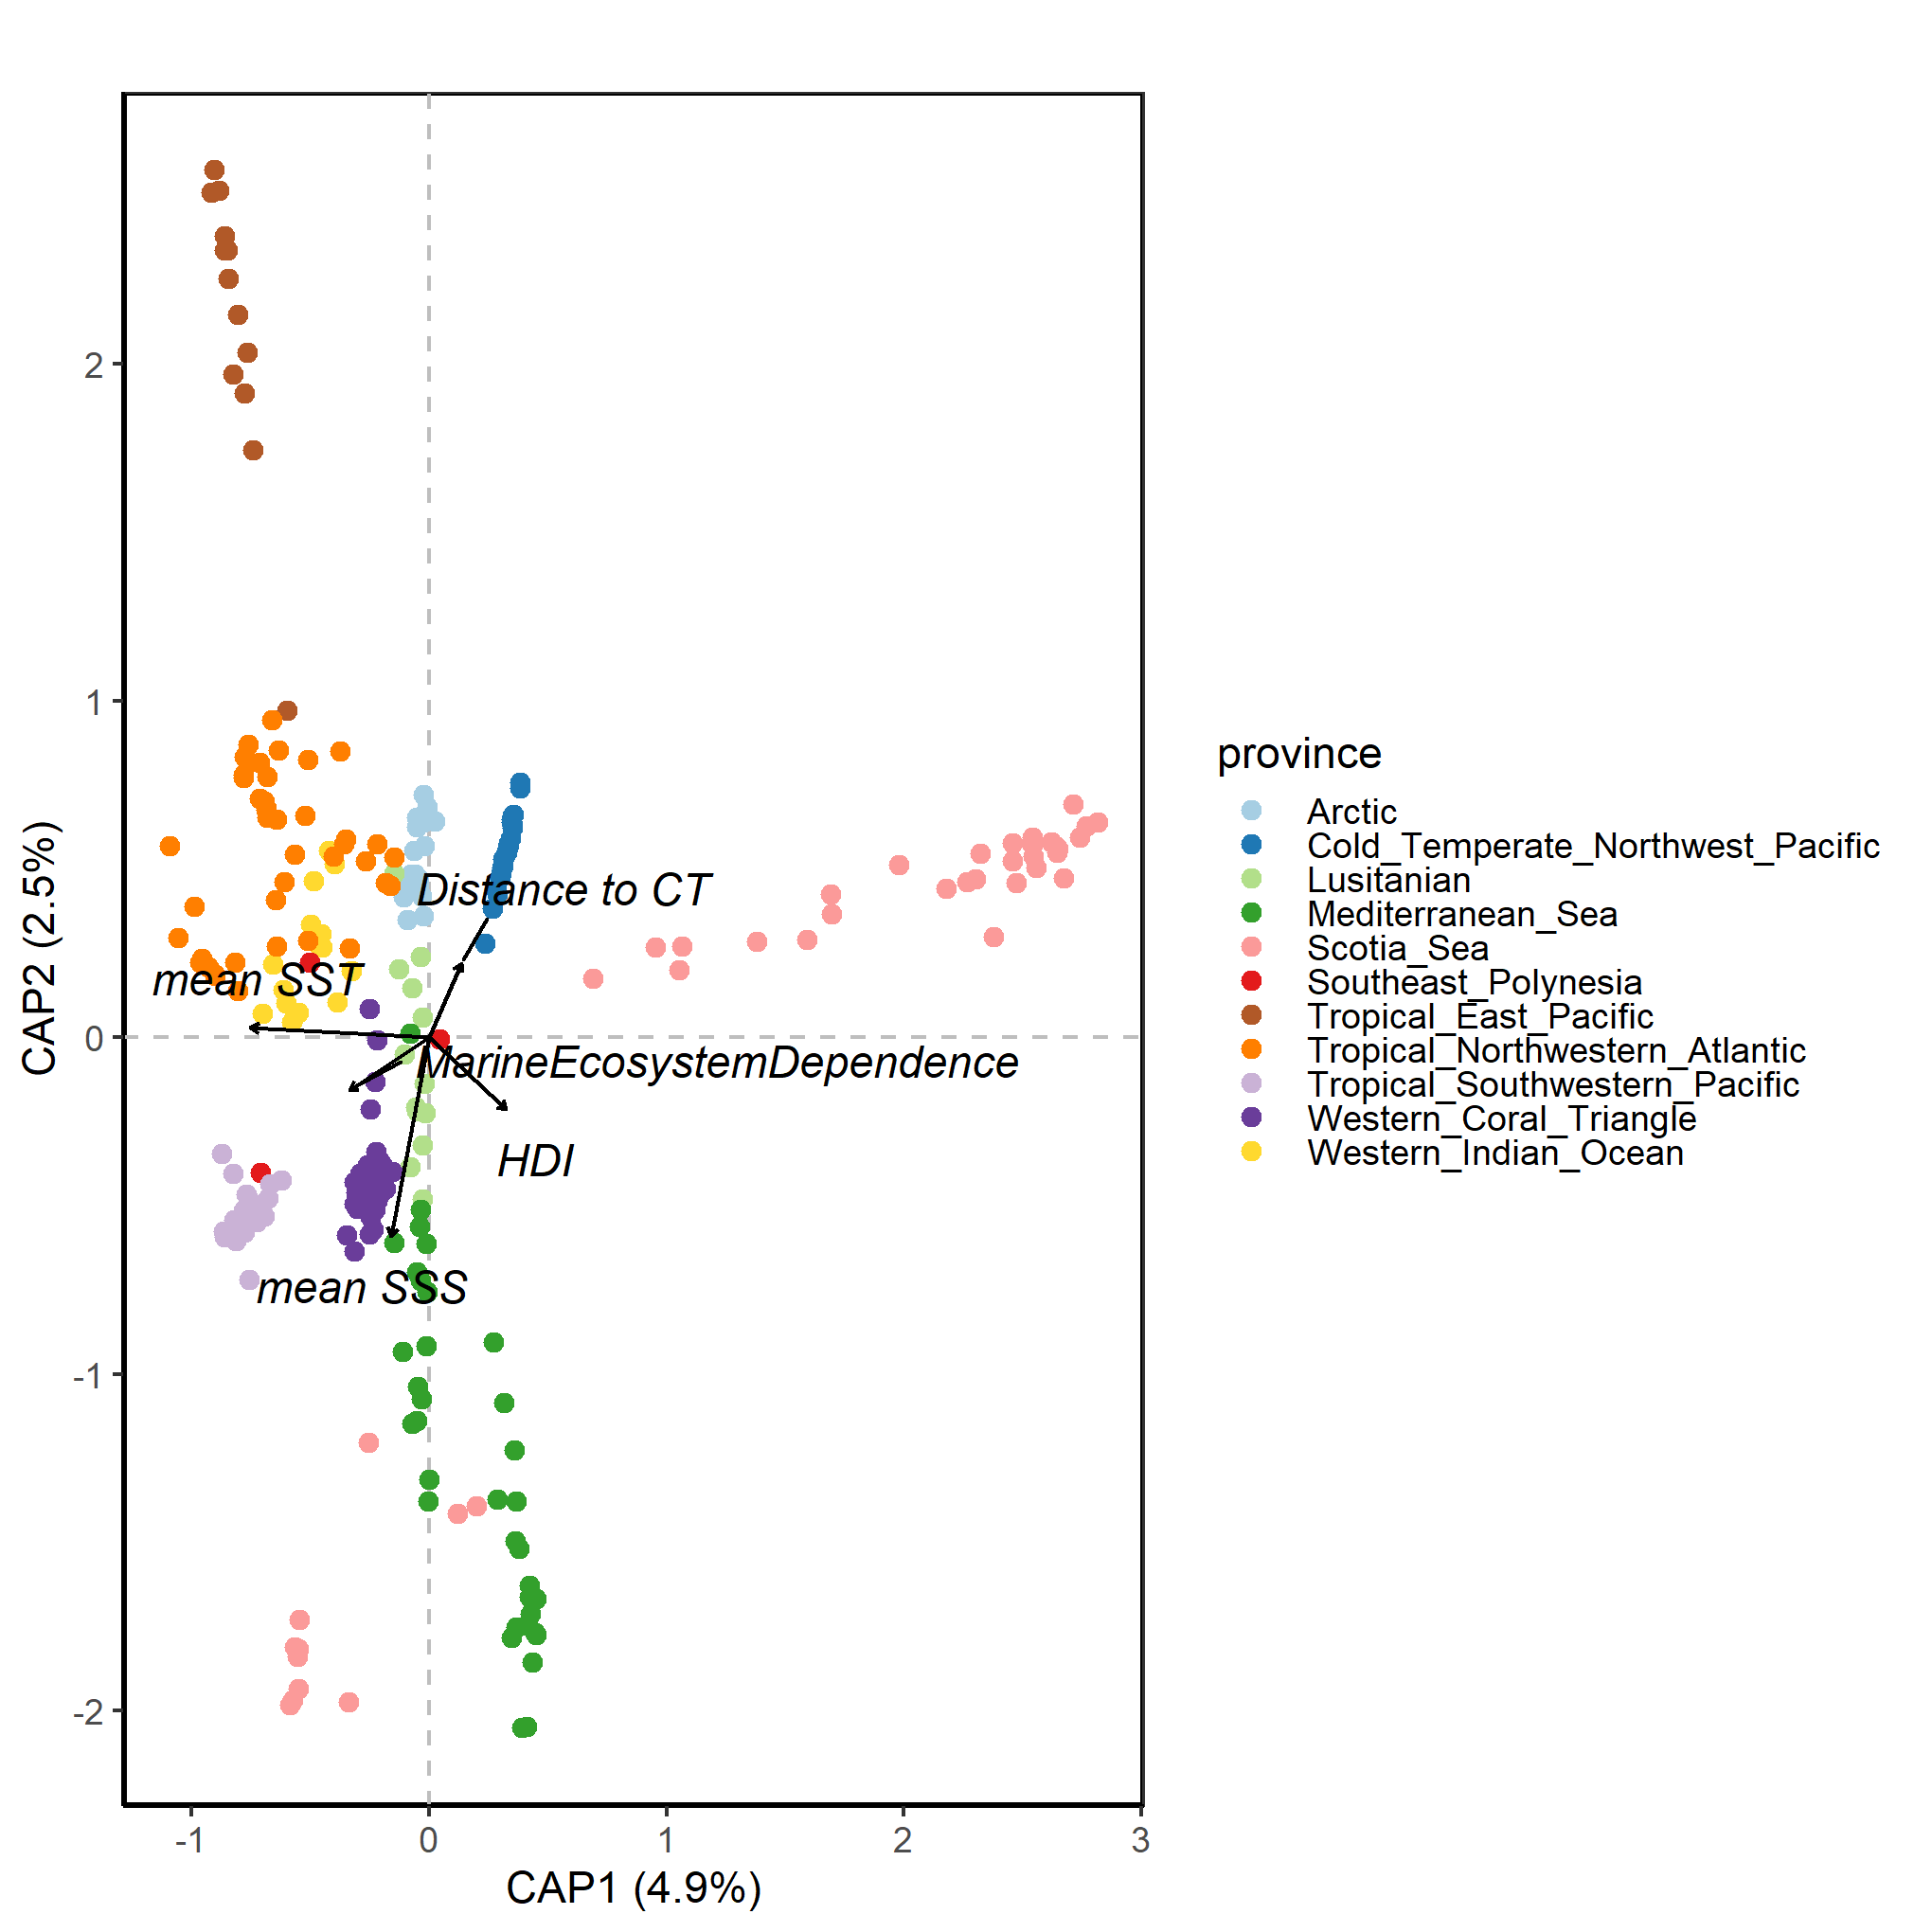 CAP2 (2.5%)
2
1
0
-1
-2
Distance to CT
mean SST
MarineEcosystemDependence
HDI
mean SSS
-1
0
1
2
3
CAP1 (4.9%)
province
Arctic
Cold_Temperate_Northwest_Pacific
Lusitanian
Mediterranean_Sea
Scotia_Sea
Southeast_Polynesia
Tropical_East_Pacific
Tropical_Northwestern_Atlantic
Tropical_Southwestern_Pacific
Western_Coral_Triangle
Western_Indian_Ocean